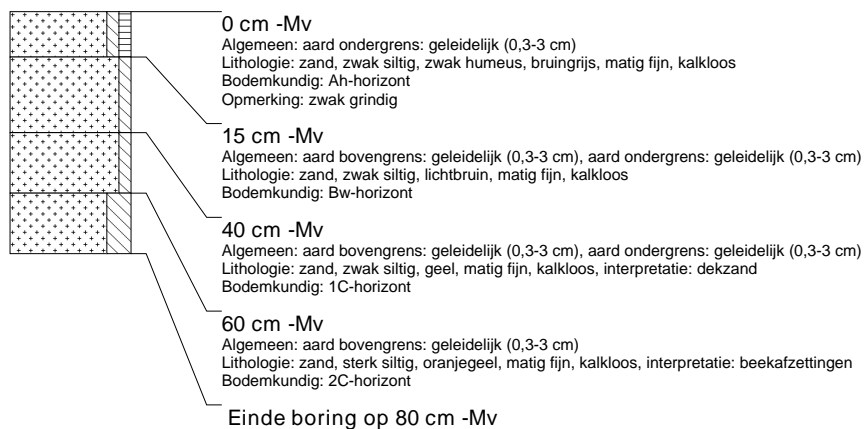 0 cm -Mv
Algemeen: aard ondergrens: geleidelijk (0,3-3 cm)
Lithologie: zand, zwak siltig, zwak humeus, bruingrijs, matig fijn, kalkloos
Bodemkundig: Ah-horizont
Opmerking: zwak grindig
15 cm -Mv
Algemeen: aard bovengrens: geleidelijk (0,3-3 cm), aard ondergrens: geleidelijk (0,3-3 cm)
Lithologie: zand, zwak siltig, lichtbruin, matig fijn, kalkloos
Bodemkundig: Bw-horizont
40 cm -Mv
Algemeen: aard bovengrens: geleidelijk (0,3-3 cm), aard ondergrens: geleidelijk (0,3-3 cm)
Lithologie: zand, zwak siltig, geel, matig fijn, kalkloos, interpretatie: dekzand
Bodemkundig: 1C-horizont
60 cm -Mv
Algemeen: aard bovengrens: geleidelijk (0,3-3 cm)
Lithologie: zand, sterk siltig, oranjegeel, matig fijn, kalkloos, interpretatie: beekafzettingen
Bodemkundig: 2C-horizont
Einde boring op 80 cm -Mv